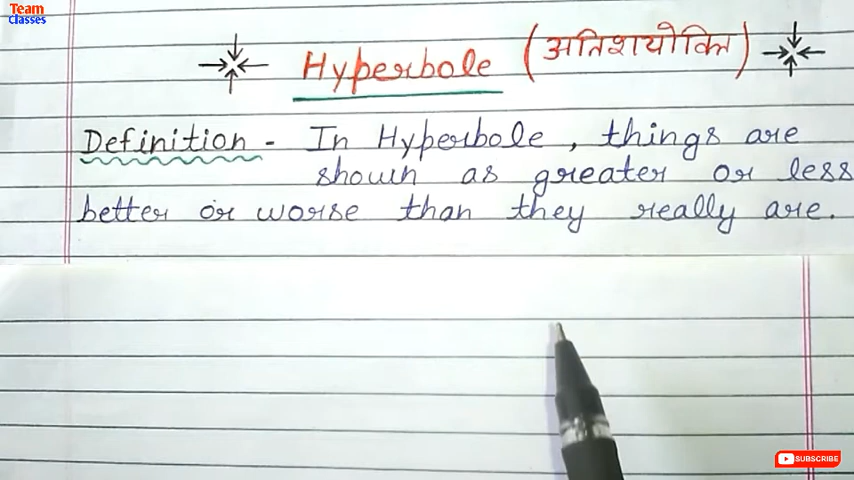 Team
Classes
Hyperbole (अतिशयोक्ति)
Definition - In Hyperbole, things are
shown as greater or less
better or worse than they really are.
SUBSCRIBE